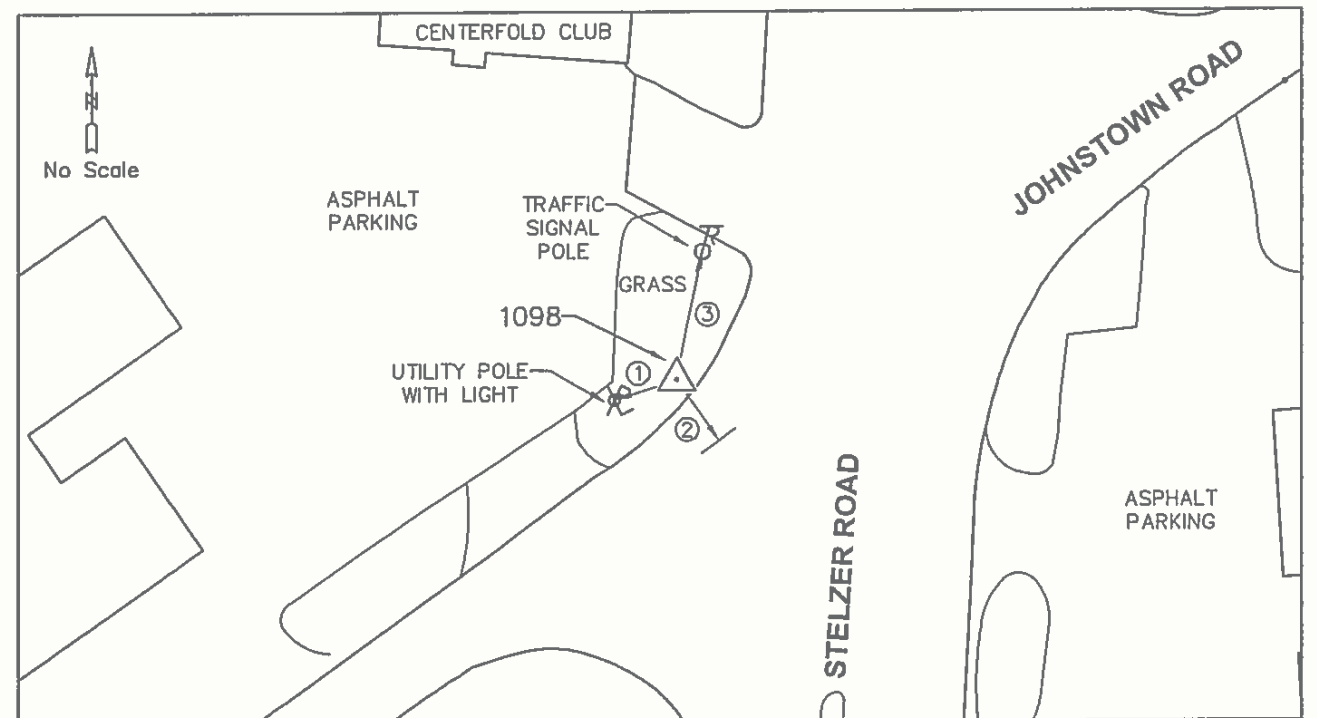 CENTERFOLD CLUB
N
No Scale
JOHNSTOWN ROAD
ASPHALT
PARKING
TRAFFIC
SIGNAL
POLE
GRASS
1098
③
UTILITY POLE
WITH LIGHT
①
②
STELZER ROAD
ASPHALT
PARKING